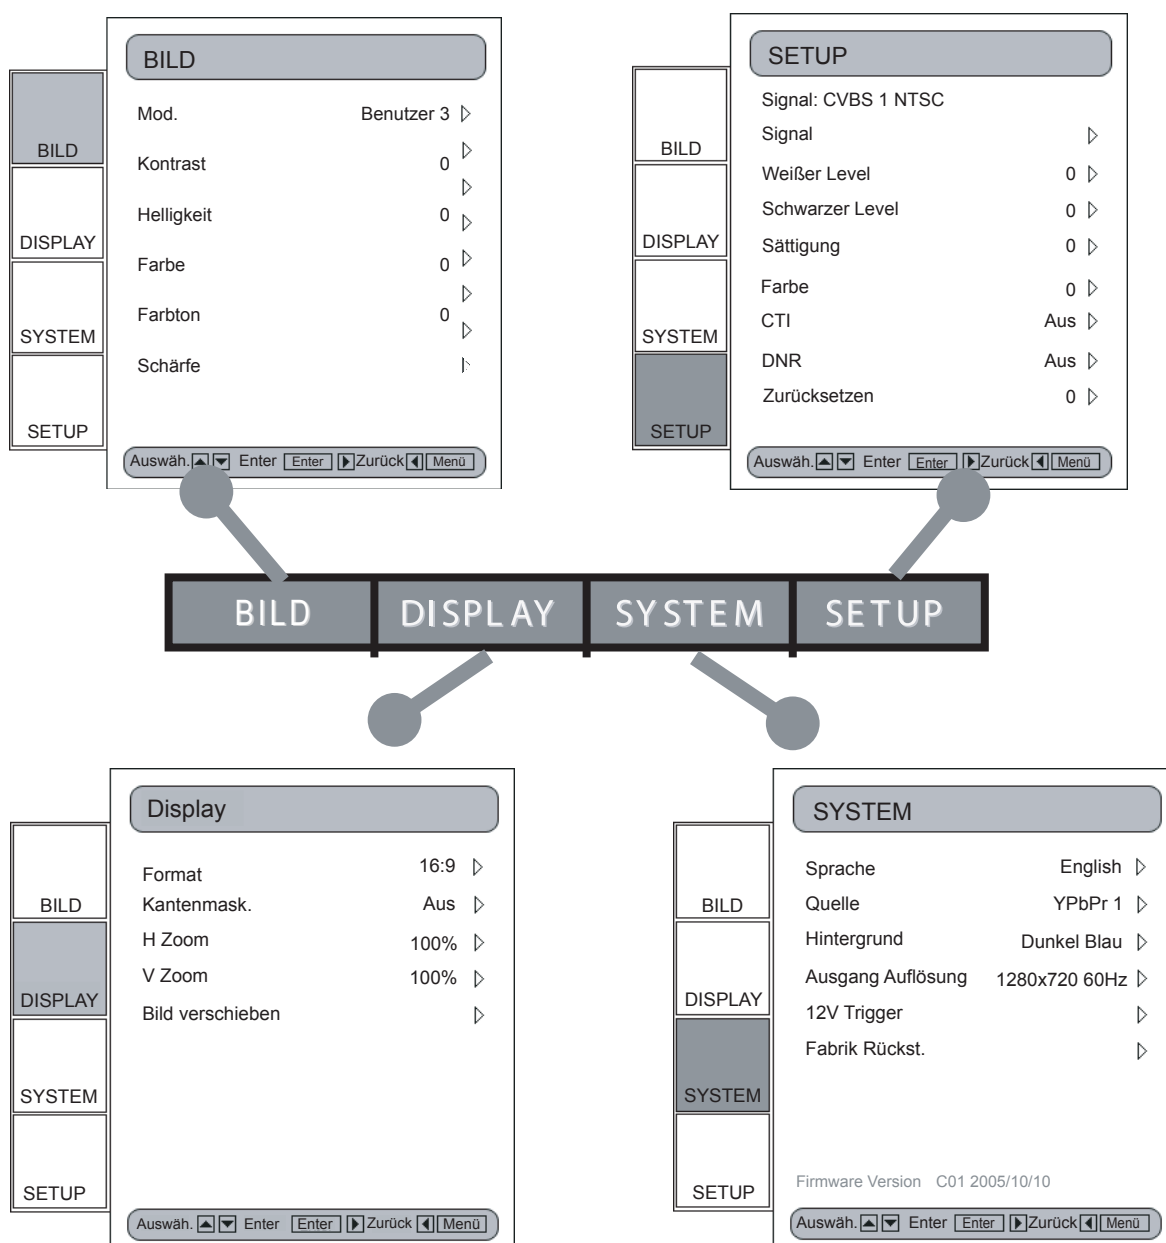 BILD
Mod. Benutzer 3
Kontrast 0
Helligkeit 0
Farbe 0
Farbton 0
Schärfe
BILD
DISPLAY
SYSTEM
SETUP
Auswäh. Enter Enter Zurück Menü
SETUP
Signal: CVBS 1 NTSC
Signal
Weißer Level 0
Schwarzer Level 0
Sättigung 0
Farbe 0
CTI Aus
DNR Aus
Zurücksetzen 0
BILD
DISPLAY
SYSTEM
SETUP
Auswäh. Enter Enter Zurück Menü
BILD DISPLAY SYSTEM SETUP
Display
Format 16:9
Kantenmask. Aus
H Zoom 100%
V Zoom 100%
Bild verschieben
BILD
DISPLAY
SYSTEM
SETUP
Auswäh. Enter Enter Zurück Menü
SYSTEM
Sprache English
Quelle YPbPr 1
Hintergrund Dunkel Blau
Ausgang Auflösung 1280x720 60Hz
12V Trigger
Fabrik Rückst.
BILD
DISPLAY
SYSTEM
SETUP
Firmware Version C01 2005/10/10
Auswäh. Enter Enter Zurück Menü